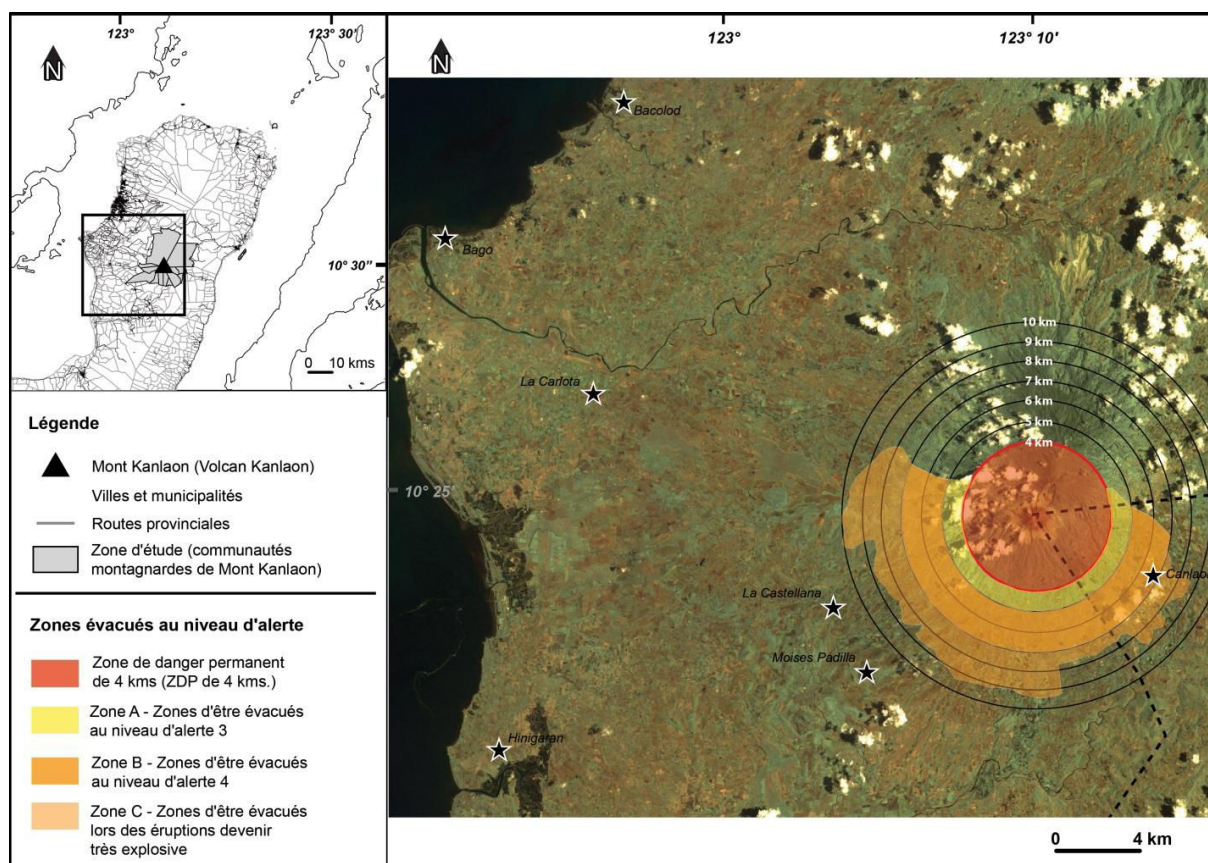 123°
123° 30'
N
10° 30''
0 10 kms
Légende
Mont Kanlaon (Volcan Kanlaon)
Villes et municipalités
Routes provinciales
Zone d'étude (communautés
montagnardes de Mont Kanlaon)
Zones évacués au niveau d'alerte
Zone de danger permanent
de 4 kms (ZDP de 4 kms.)
Zone A - Zones d'être évacués
au niveau d'alerte 3
Zone B - Zones d'être évacués
au niveau d'alerte 4
Zone C - Zones d'être évacués
lors des éruptions devenir
très explosive
N
123°
123° 10'
Bacolod
Bago
10 km
9 km
8 km
7 km
6 km
5 km
4 km
La Carlota
10° 25'
Canlaon
La Castellana
Moises Padilla
Hinigaran
0 4 km